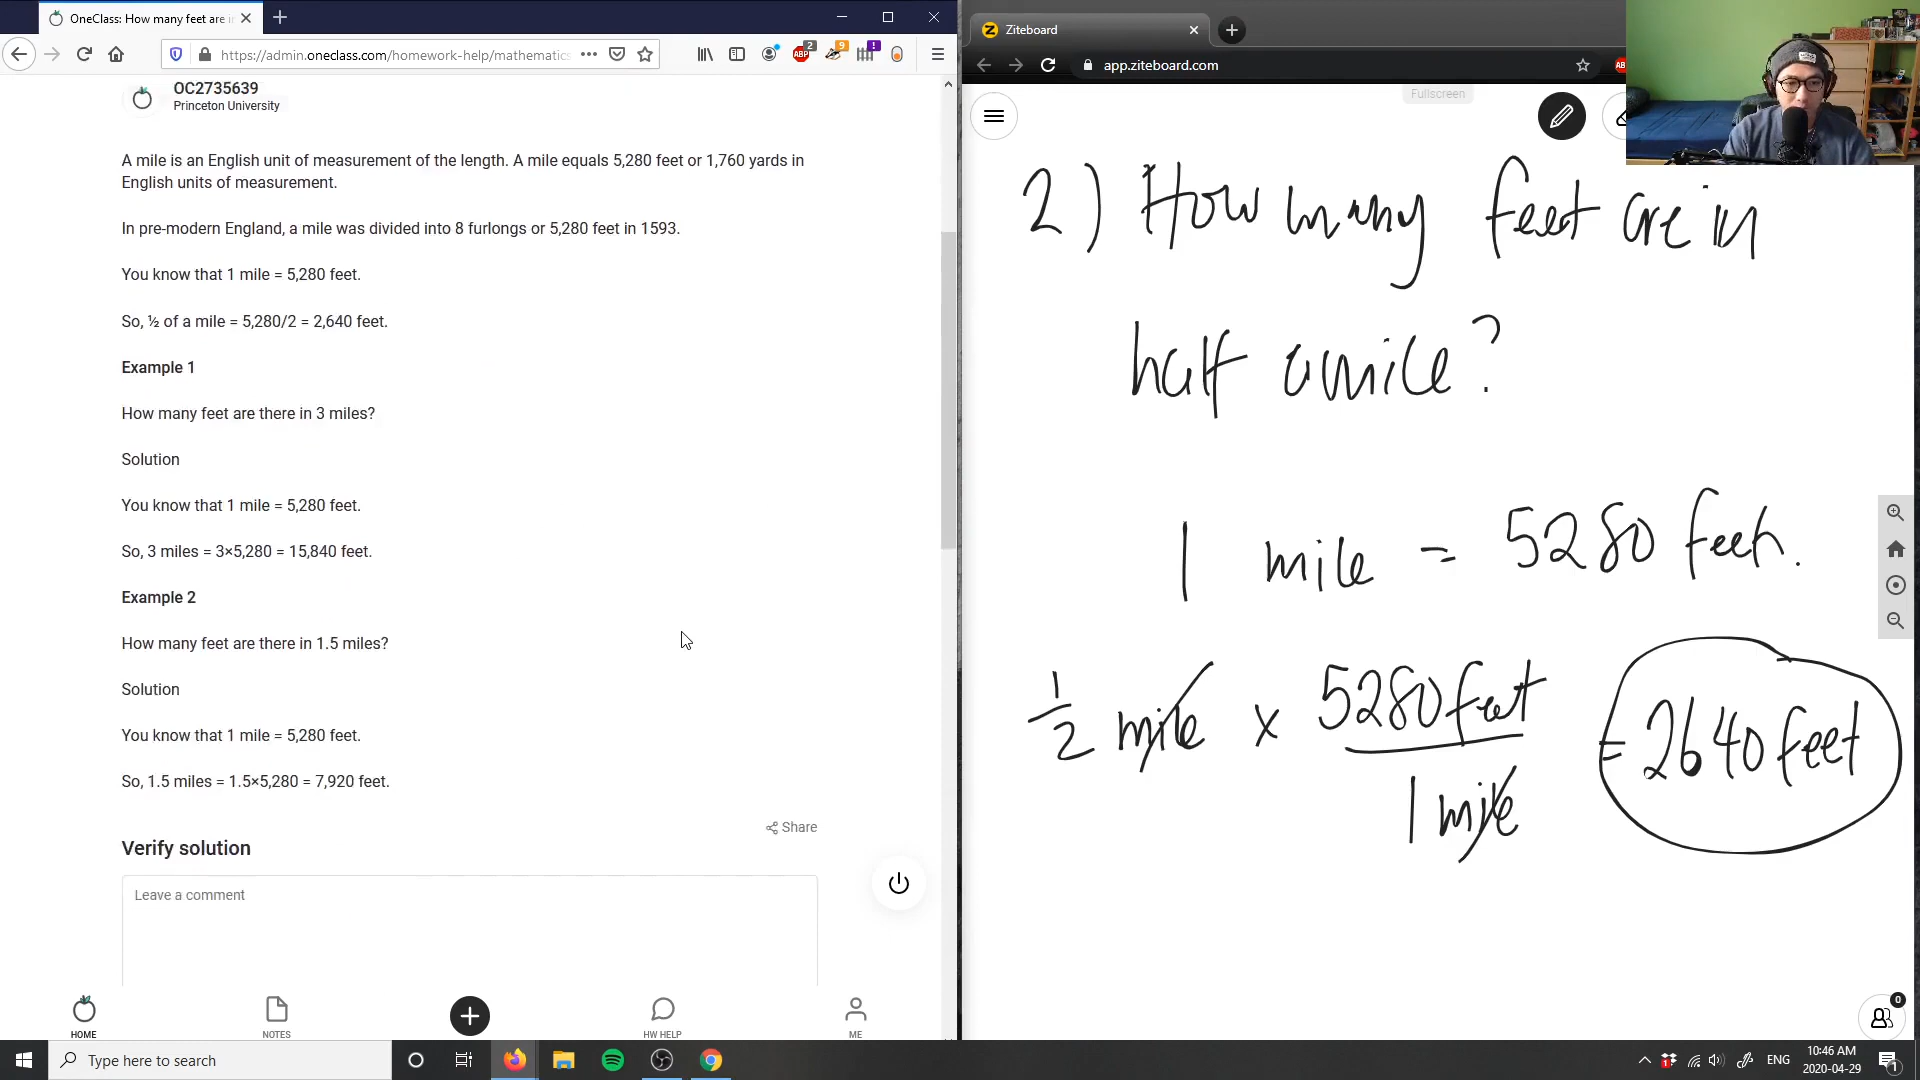 OneClass: How many feet are i
https://admin.oneclass.com/homework-help/mathematics
ABP
2
9
1
OC2735639
Princeton University
A mile is an English unit of measurement of the length. A mile equals 5,280 feet or 1,760 yards in
English units of measurement.
In pre-modern England, a mile was divided into 8 furlongs or 5,280 feet in 1593.
You know that 1 mile = 5,280 feet.
So, ½ of a mile = 5,280/2 = 2,640 feet.
Example 1
How many feet are there in 3 miles?
Solution
You know that 1 mile = 5,280 feet.
So, 3 miles = 3×5,280 = 15,840 feet.
Example 2
How many feet are there in 1.5 miles?
Solution
You know that 1 mile = 5,280 feet.
So, 1.5 miles = 1.5×5,280 = 7,920 feet.
Share
Verify solution
Leave a comment
HOME
NOTES
HW HELP
ME
Ziteboard
app.ziteboard.com
Fullscreen
2) How many feet are in
half a mile?
1 mile = 5280 feet.
1/2 mile x 5280 feet = 2640 feet
1 mile
0
Type here to search
ENG
10:46 AM
2020-04-29
1